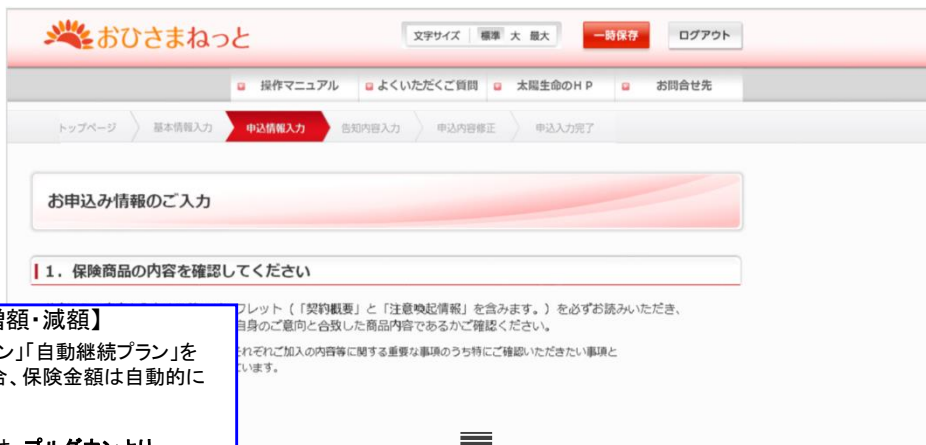 おひさまねっと
文字サイズ 標準 大 最大
一時保存
ログアウト
操作マニュアル
よくいただくご質問
太陽生命のHP
お問合せ先
トップページ
基本情報入力
申込情報入力
告知内容入力
申込内容修正
申込入力完了
お申込み情報のご入力
1．保険商品の内容を確認してください
フレット（「契約概要」と「注意喚起情報」を含みます。）を必ずお読みいただき、
自身のご意向と合致した商品内容であるかご確認ください。
れぞれご加入の内容等に関する重要な事項のうち特にご確認いただきたい事項と
ています。
額・減額】
ン」「自動継続プラン」を
合、保険金額は自動的に